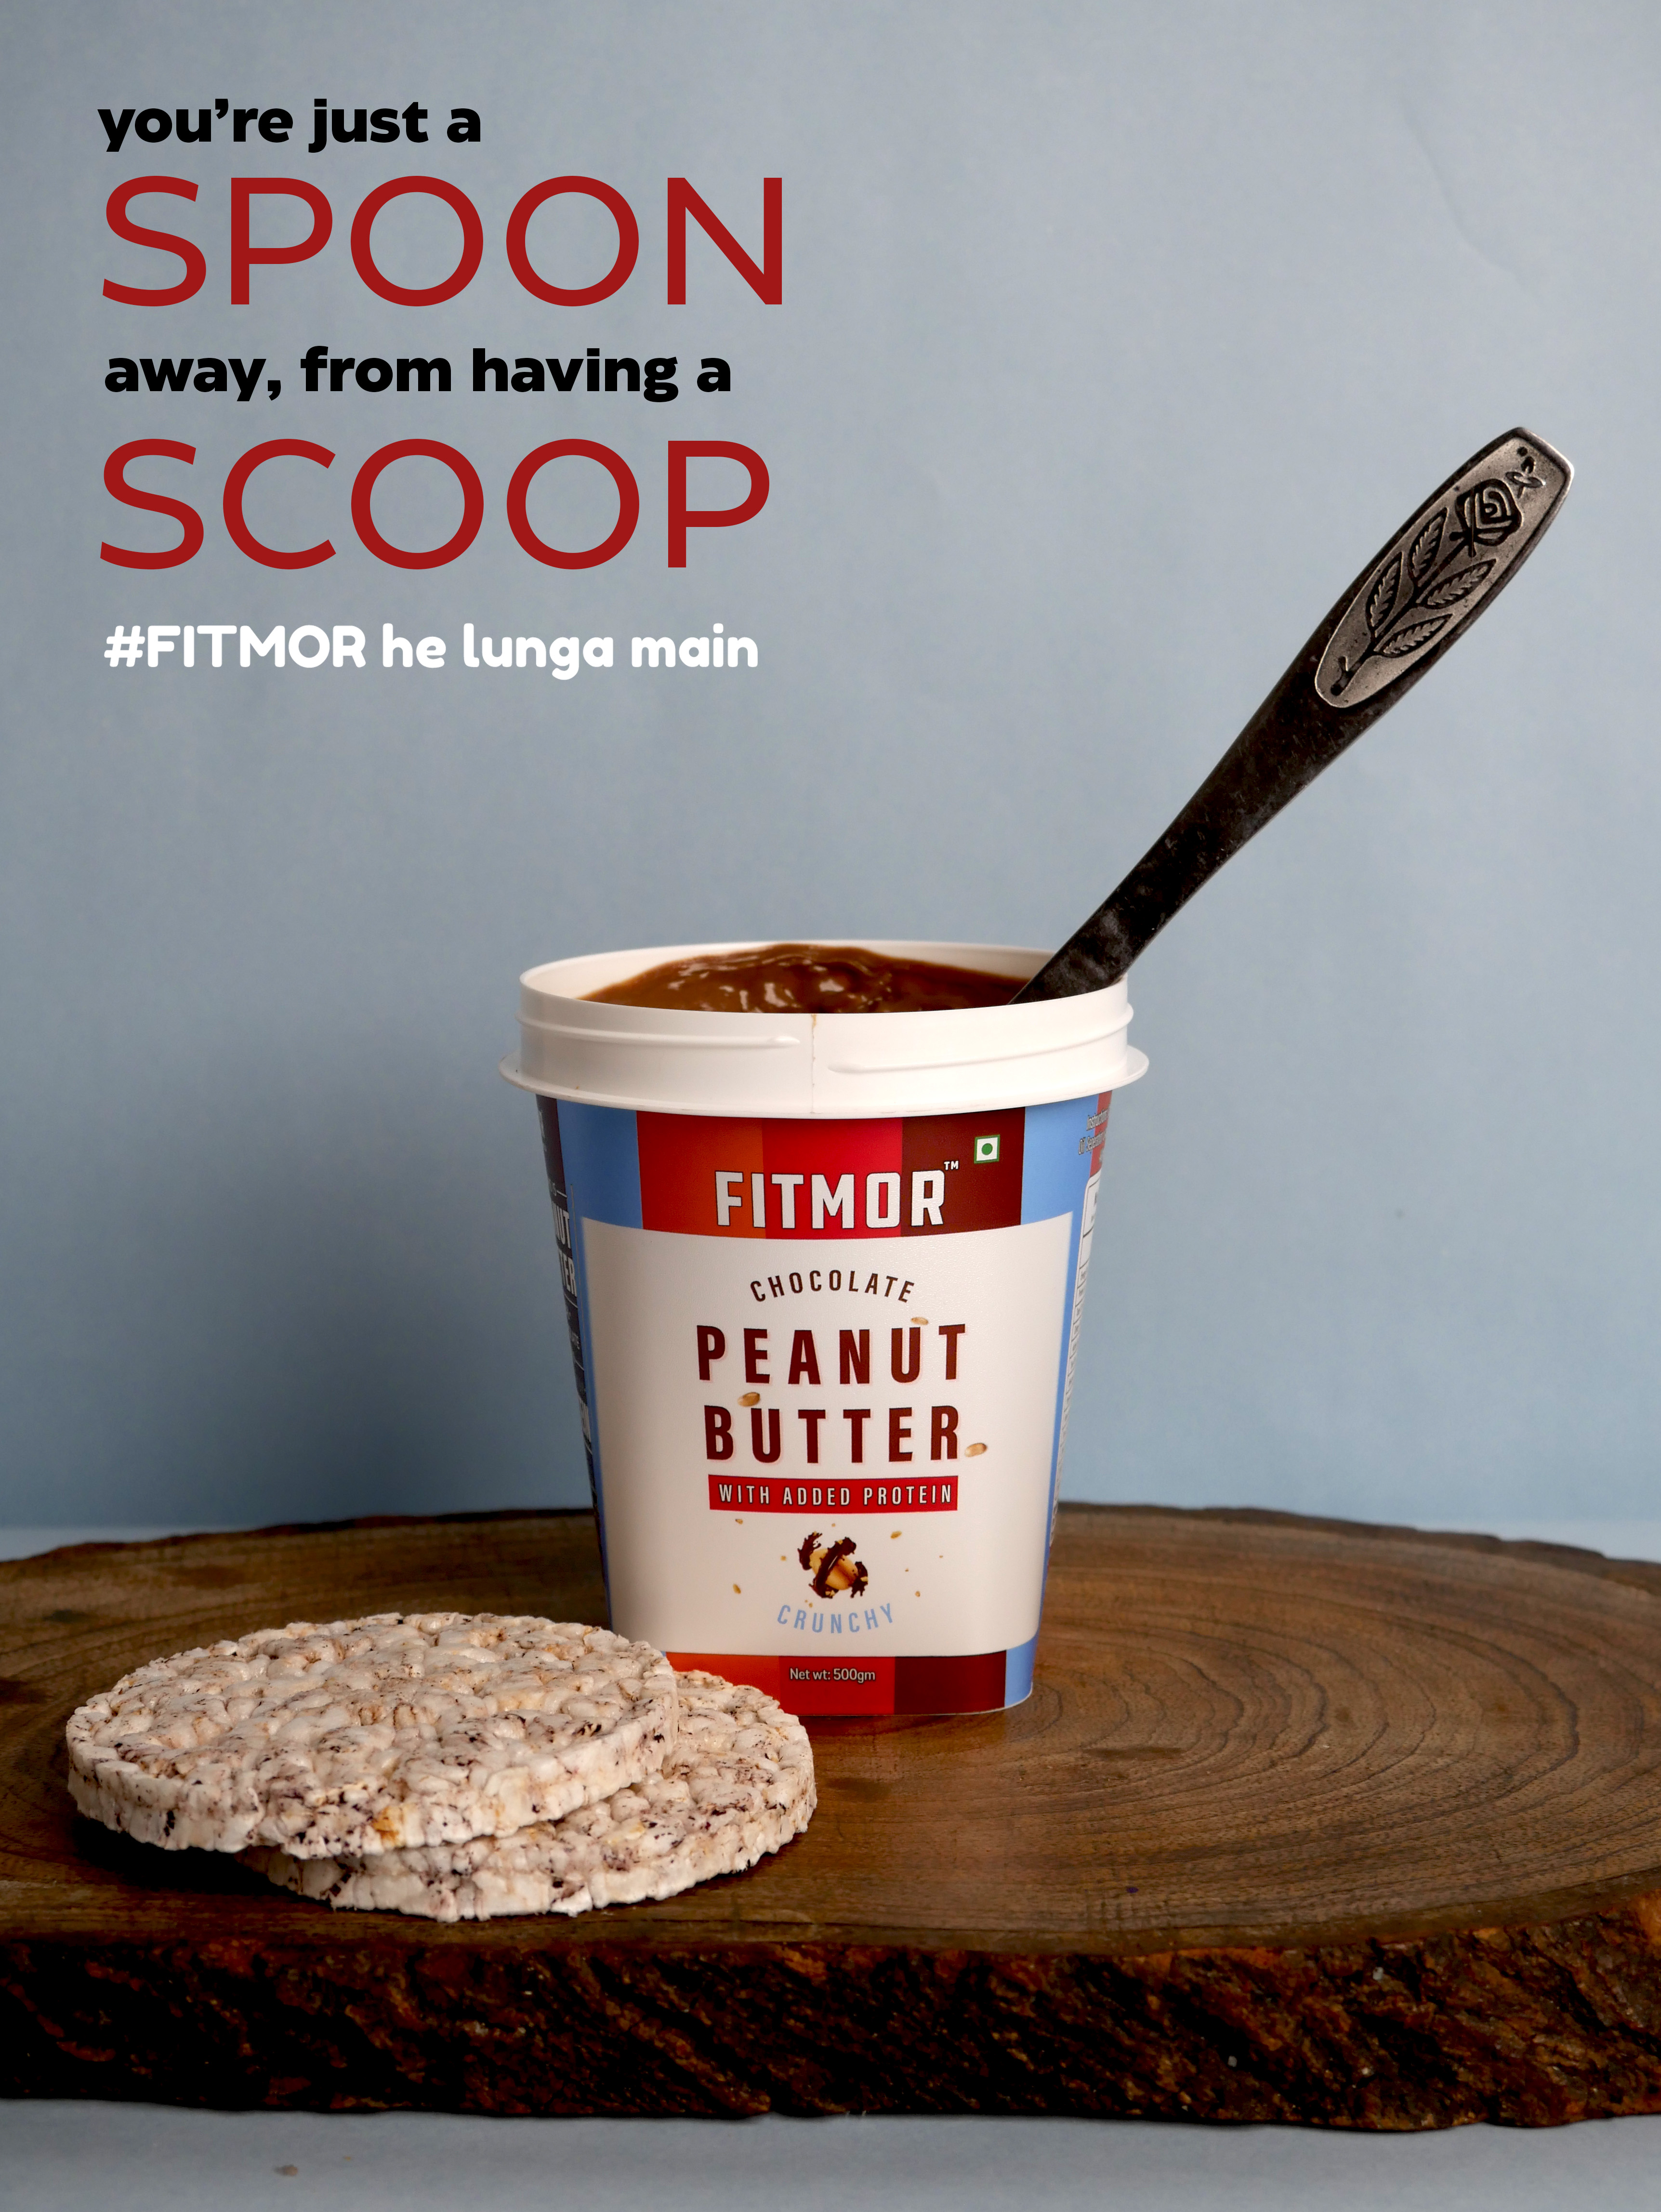 you're just a
SPOON
away, from having a
SCOOP
#FITMOR he lunga main
FITMOR™
CHOCOLATE
PEANUT
BUTTER
WITH ADDED PROTEIN
CRUNCHY
Net wt: 500gm